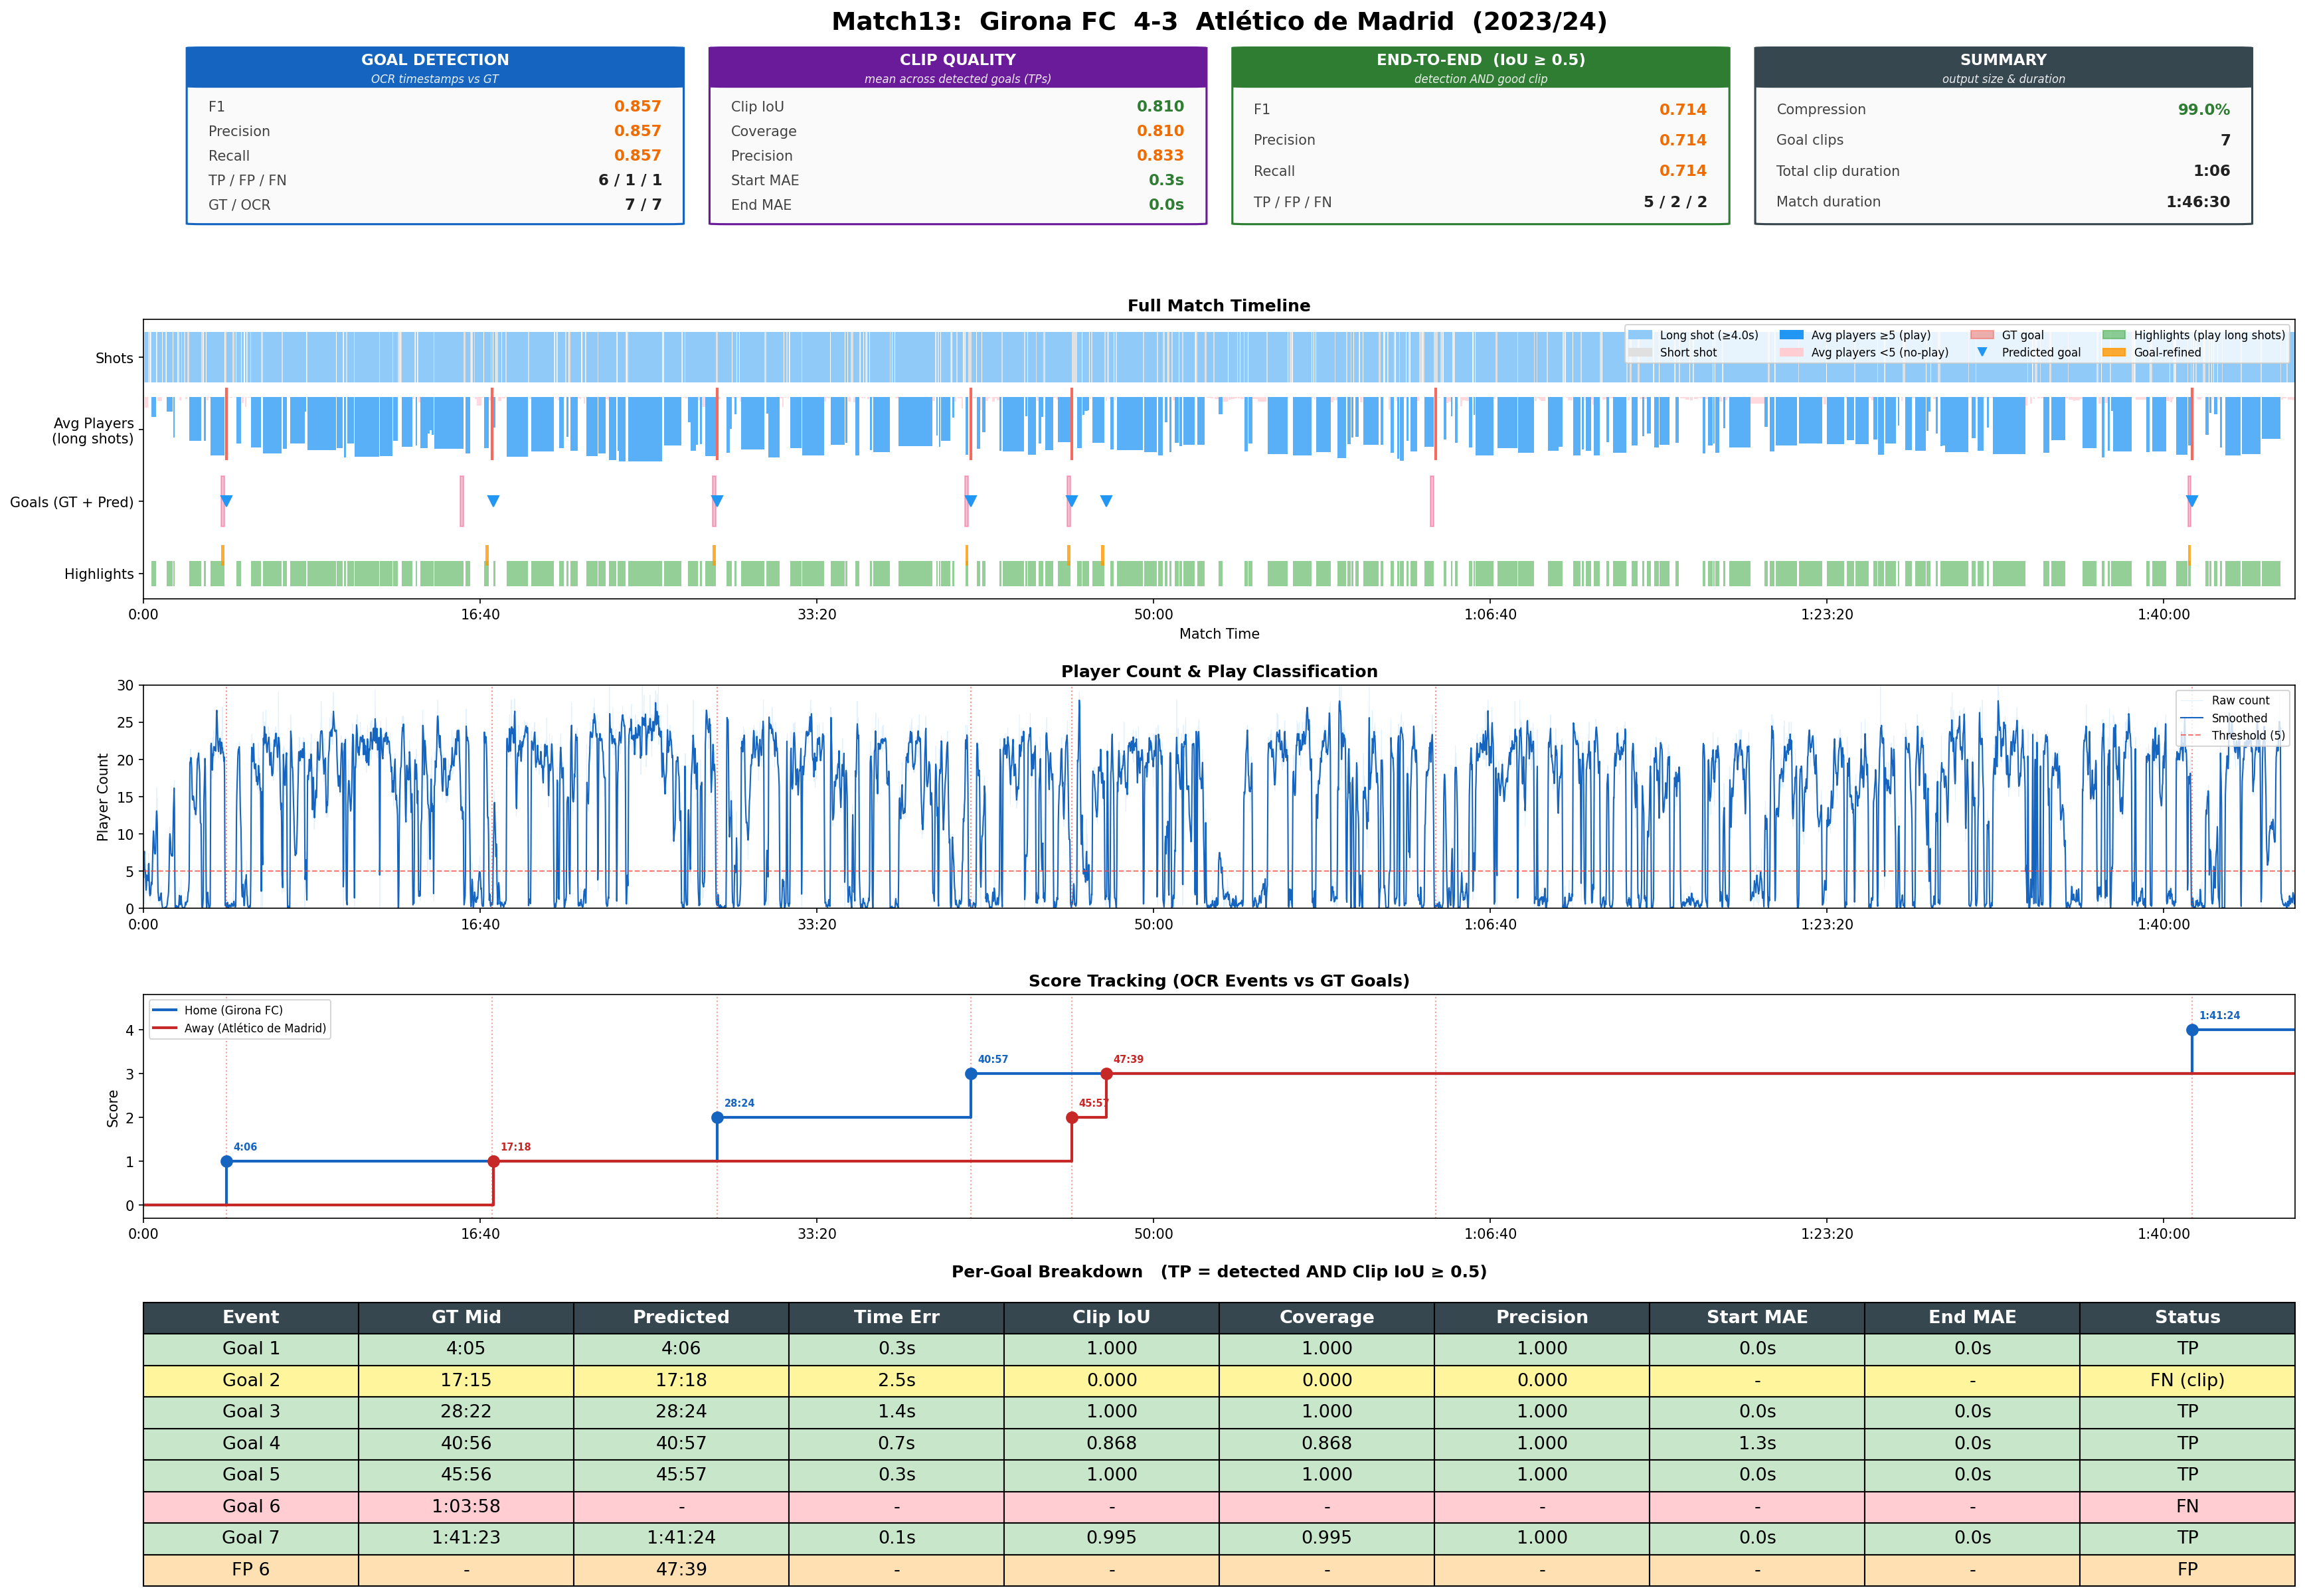 Match13:  Girona FC  4-3  Atlético de Madrid  (2023/24)
GOAL DETECTION
OCR timestamps vs GT
F1 0.857
Precision 0.857
Recall 0.857
TP / FP / FN 6 / 1 / 1
GT / OCR 7 / 7
CLIP QUALITY
mean across detected goals (TPs)
Clip IoU 0.810
Coverage 0.810
Precision 0.833
Start MAE 0.3s
End MAE 0.0s
END-TO-END  (IoU ≥ 0.5)
detection AND good clip
F1 0.714
Precision 0.714
Recall 0.714
TP / FP / FN 5 / 2 / 2
SUMMARY
output size & duration
Compression 99.0%
Goal clips 7
Total clip duration 1:06
Match duration 1:46:30
Full Match Timeline
Long shot (≥4.0s) Avg players ≥5 (play) GT goal Highlights (play long shots)
Short shot Avg players <5 (no-play) Predicted goal Goal-refined
Shots
Avg Players
(long shots)
Goals (GT + Pred)
Highlights
0:00 16:40 33:20 50:00 1:06:40 1:23:20 1:40:00
Match Time
Player Count & Play Classification
Raw count
Smoothed
Threshold (5)
Player Count
30
25
20
15
10
5
0
0:00 16:40 33:20 50:00 1:06:40 1:23:20 1:40:00
Score Tracking (OCR Events vs GT Goals)
Home (Girona FC)
Away (Atlético de Madrid)
Score
4
3
2
1
0
4:06
17:18
28:24
40:57
45:57
47:39
1:41:24
0:00 16:40 33:20 50:00 1:06:40 1:23:20 1:40:00
Per-Goal Breakdown   (TP = detected AND Clip IoU ≥ 0.5)
Event GT Mid Predicted Time Err Clip IoU Coverage Precision Start MAE End MAE Status
Goal 1 4:05 4:06 0.3s 1.000 1.000 1.000 0.0s 0.0s TP
Goal 2 17:15 17:18 2.5s 0.000 0.000 0.000 - - FN (clip)
Goal 3 28:22 28:24 1.4s 1.000 1.000 1.000 0.0s 0.0s TP
Goal 4 40:56 40:57 0.7s 0.868 0.868 1.000 1.3s 0.0s TP
Goal 5 45:56 45:57 0.3s 1.000 1.000 1.000 0.0s 0.0s TP
Goal 6 1:03:58 - - - - - - - FN
Goal 7 1:41:23 1:41:24 0.1s 0.995 0.995 1.000 0.0s 0.0s TP
FP 6 - 47:39 - - - - - - FP